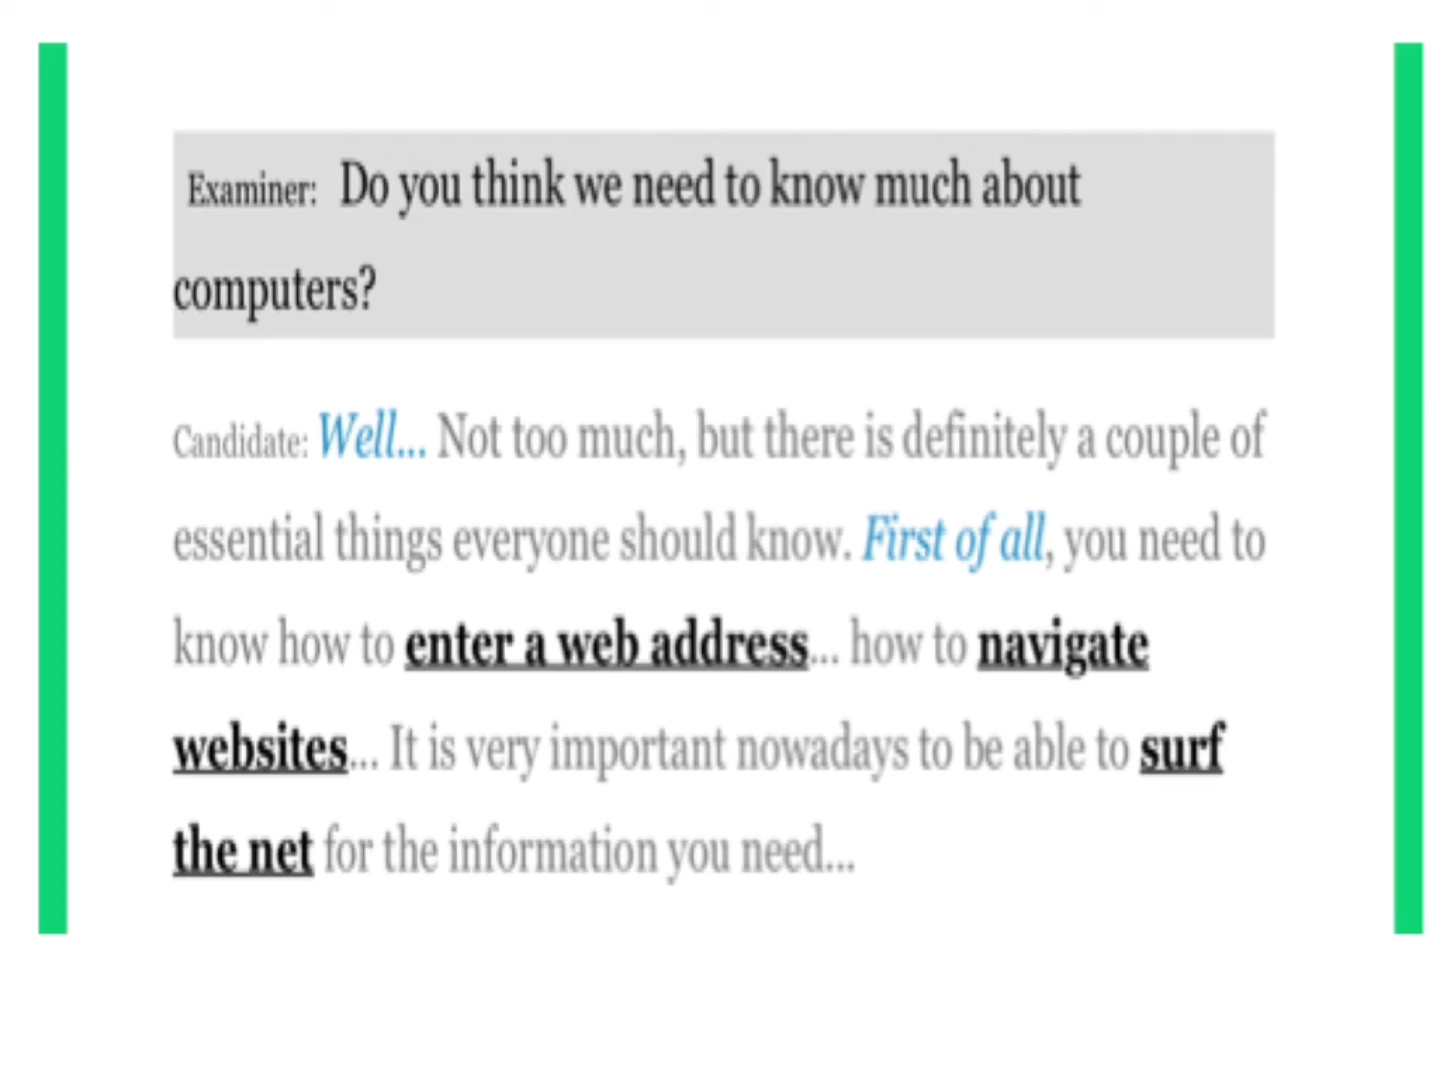 Examiner: Do you think we need to know much about
computers?
Candidate: Well... Not too much, but there is definitely a couple of
essential things everyone should know. First of all, you need to
know how to enter a web address... how to navigate
websites... It is very important nowadays to be able to surf
the net for the information you need...